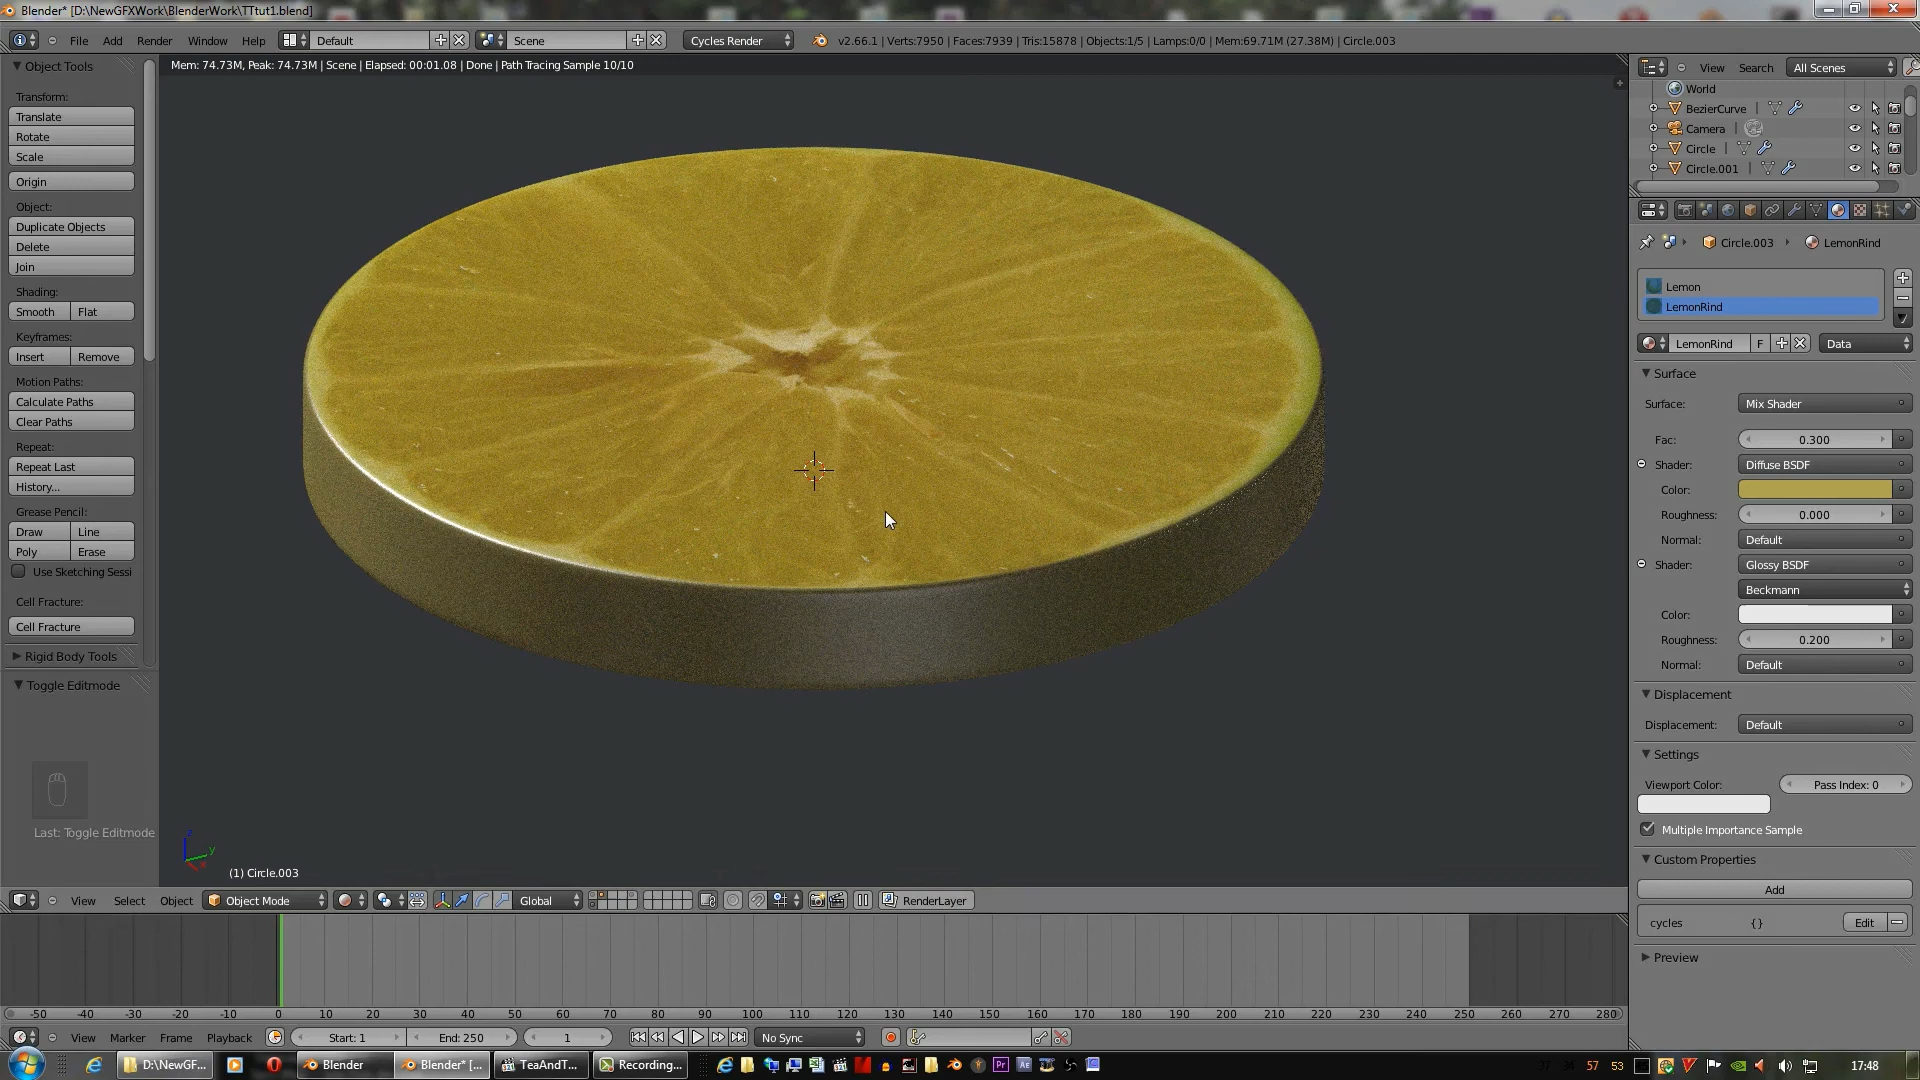 Blender* [D:\NewGFXWork\BlenderWork\TTtut1.blend]
File Add Render Window Help Default Scene Cycles Render v2.66.1 | Verts:7950 | Faces:7939 | Tris:15878 | Objects:1/5 | Lamps:0/0 | Mem:69.71M (27.38M) | Circle.003
Object Tools
Mem: 74.73M, Peak: 74.73M | Scene | Elapsed: 00:01.08 | Done | Path Tracing Sample 10/10
View Search All Scenes
World
BezierCurve
Camera
Circle
Circle.001
Transform:
Translate
Rotate
Scale
Origin
Object:
Duplicate Objects
Delete
Join
Shading:
Smooth Flat
Keyframes:
Insert Remove
Motion Paths:
Calculate Paths
Clear Paths
Repeat:
Repeat Last
History...
Grease Pencil:
Draw Line
Poly Erase
Use Sketching Sessi
Cell Fracture:
Cell Fracture
Rigid Body Tools
Toggle Editmode
Last: Toggle Editmode
Circle.003 LemonRind
Lemon
LemonRind
LemonRind F Data
Surface
Surface: Mix Shader
Fac: 0.300
Shader: Diffuse BSDF
Color:
Roughness: 0.000
Normal: Default
Shader: Glossy BSDF
Beckmann
Color:
Roughness: 0.200
Normal: Default
Displacement
Displacement: Default
Settings
Viewport Color: Pass Index: 0
Multiple Importance Sample
Custom Properties
Add
cycles {} Edit
Preview
z
y
x
(1) Circle.003
View Select Object Object Mode Global RenderLayer
-50 -40 -30 -20 -10 0 10 20 30 40 50 60 70 80 90 100 110 120 130 140 150 160 170 180 190 200 210 220 230 240 250 260 270 280
View Marker Frame Playback Start: 1 End: 250 1 No Sync
D:\NewGF... Blender Blender* [... TeaAndT... Recording... Pr Ae 37 34 57 53 17:48